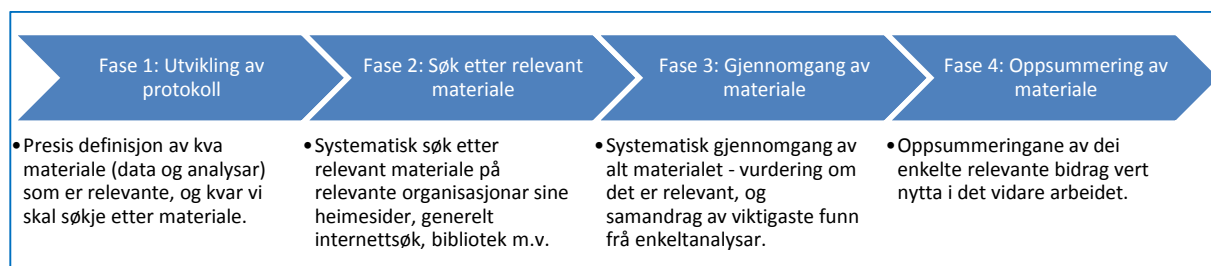 Fase 1: Utvikling av
protokoll
Fase 2: Søk etter relevant
materiale
Fase 3: Gjennomgang av
materiale
Fase 4: Oppsummering av
materiale
•Presis definisjon av kva
materiale (data og analysar)
som er relevante, og kvar vi
skal søkje etter materiale.
•Systematisk søk etter
relevant materiale på
relevante organisasjonar sine
heimesider, generelt
internettsøk, bibliotek m.v.
•Systematisk gjennomgang av
alt materialet - vurdering om
det er relevant, og
samandrag av viktigaste funn
frå enkeltanalysar.
•Oppsummeringane av dei
enkelte relevante bidrag vert
nytta i det vidare arbeidet.